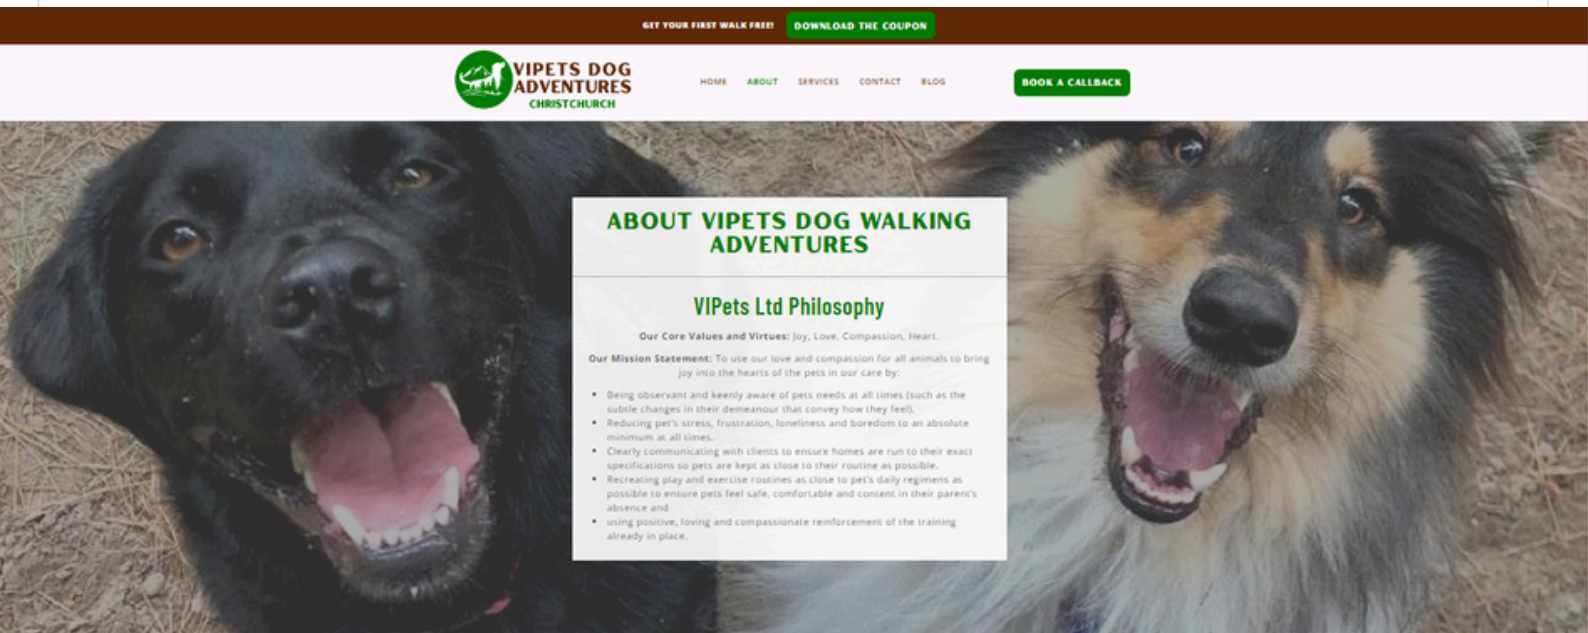 GET YOUR FIRST WALK FREE! DOWNLOAD THE COUPON
VIPETS DOG
ADVENTURES
CHRISTCHURCH
HOME ABOUT SERVICES CONTACT BLOG
BOOK A CALLBACK
ABOUT VIPETS DOG WALKING
ADVENTURES
VIPets Ltd Philosophy
Our Core Values and Virtues: Joy, Love, Compassion, Heart.
Our Mission Statement: To use our love and compassion for all animals to bring
joy into the hearts of the pets in our care by:
▪ Being observant and keenly aware of pets needs at all times (such as the
subtle changes in their demeanour that convey how they feel).
▪ Reducing pet's stress, frustration, loneliness and boredom to an absolute
minimum at all times.
▪ Clearly communicating with clients to ensure homes are run to their exact
specifications so pets are kept as close to their routine as possible.
▪ Recreating play and exercise routines as close to pet's daily regimens as
possible to ensure pets feel safe, comfortable and content in their parent's
absence and
▪ using positive, loving and compassionate reinforcement of the training
already in place.